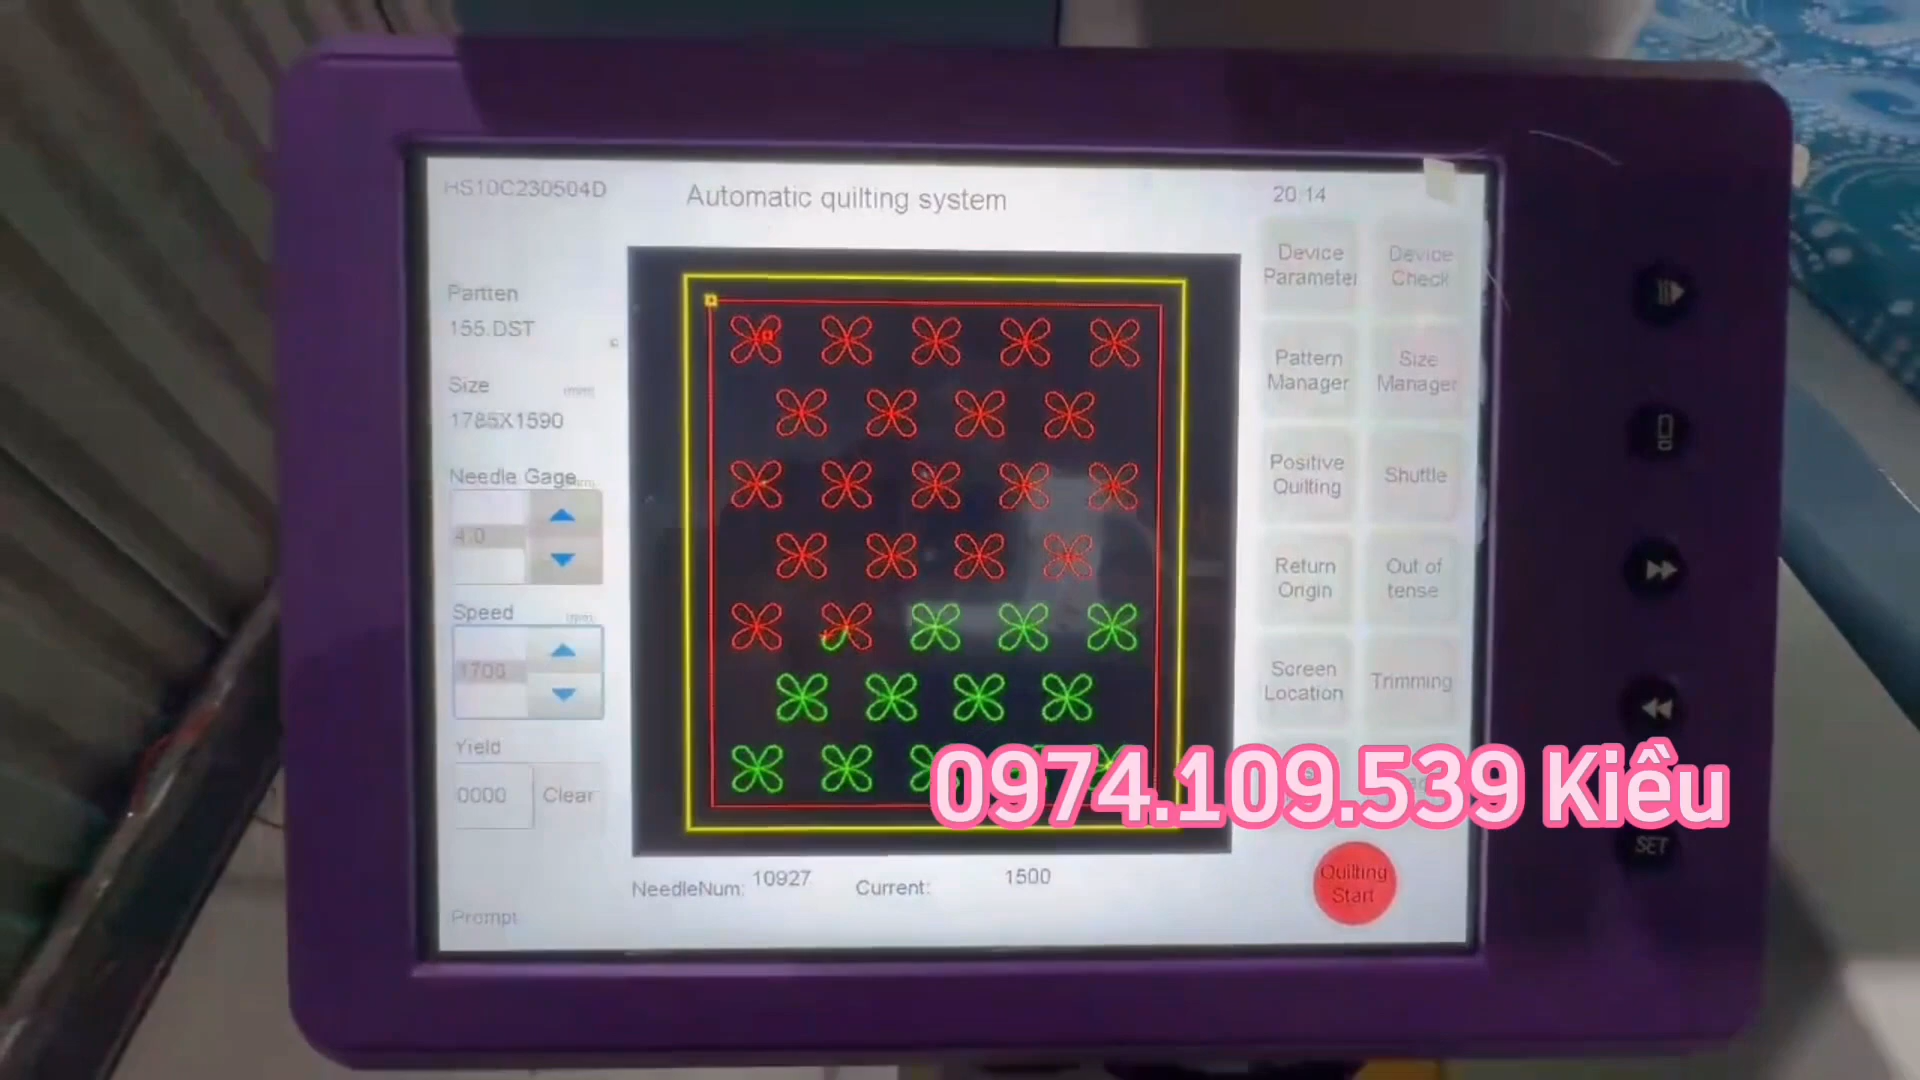 HS10C230504D
Automatic quilting system
20:14
Partten
155.DST
Size
mm
1785X1590
Needle Gage
4.0
Speed
1700
Yield
0000
Clear
Prompt
NeedleNum:
10927
Current:
1500
Device
Parameter
Device
Check
Pattern
Manager
Size
Manager
Positive
Quilting
Shuttle
Return
Origin
Out of
tense
Screen
Location
Trimming
Quilting
Start
SET
0974.109.539 Kiều